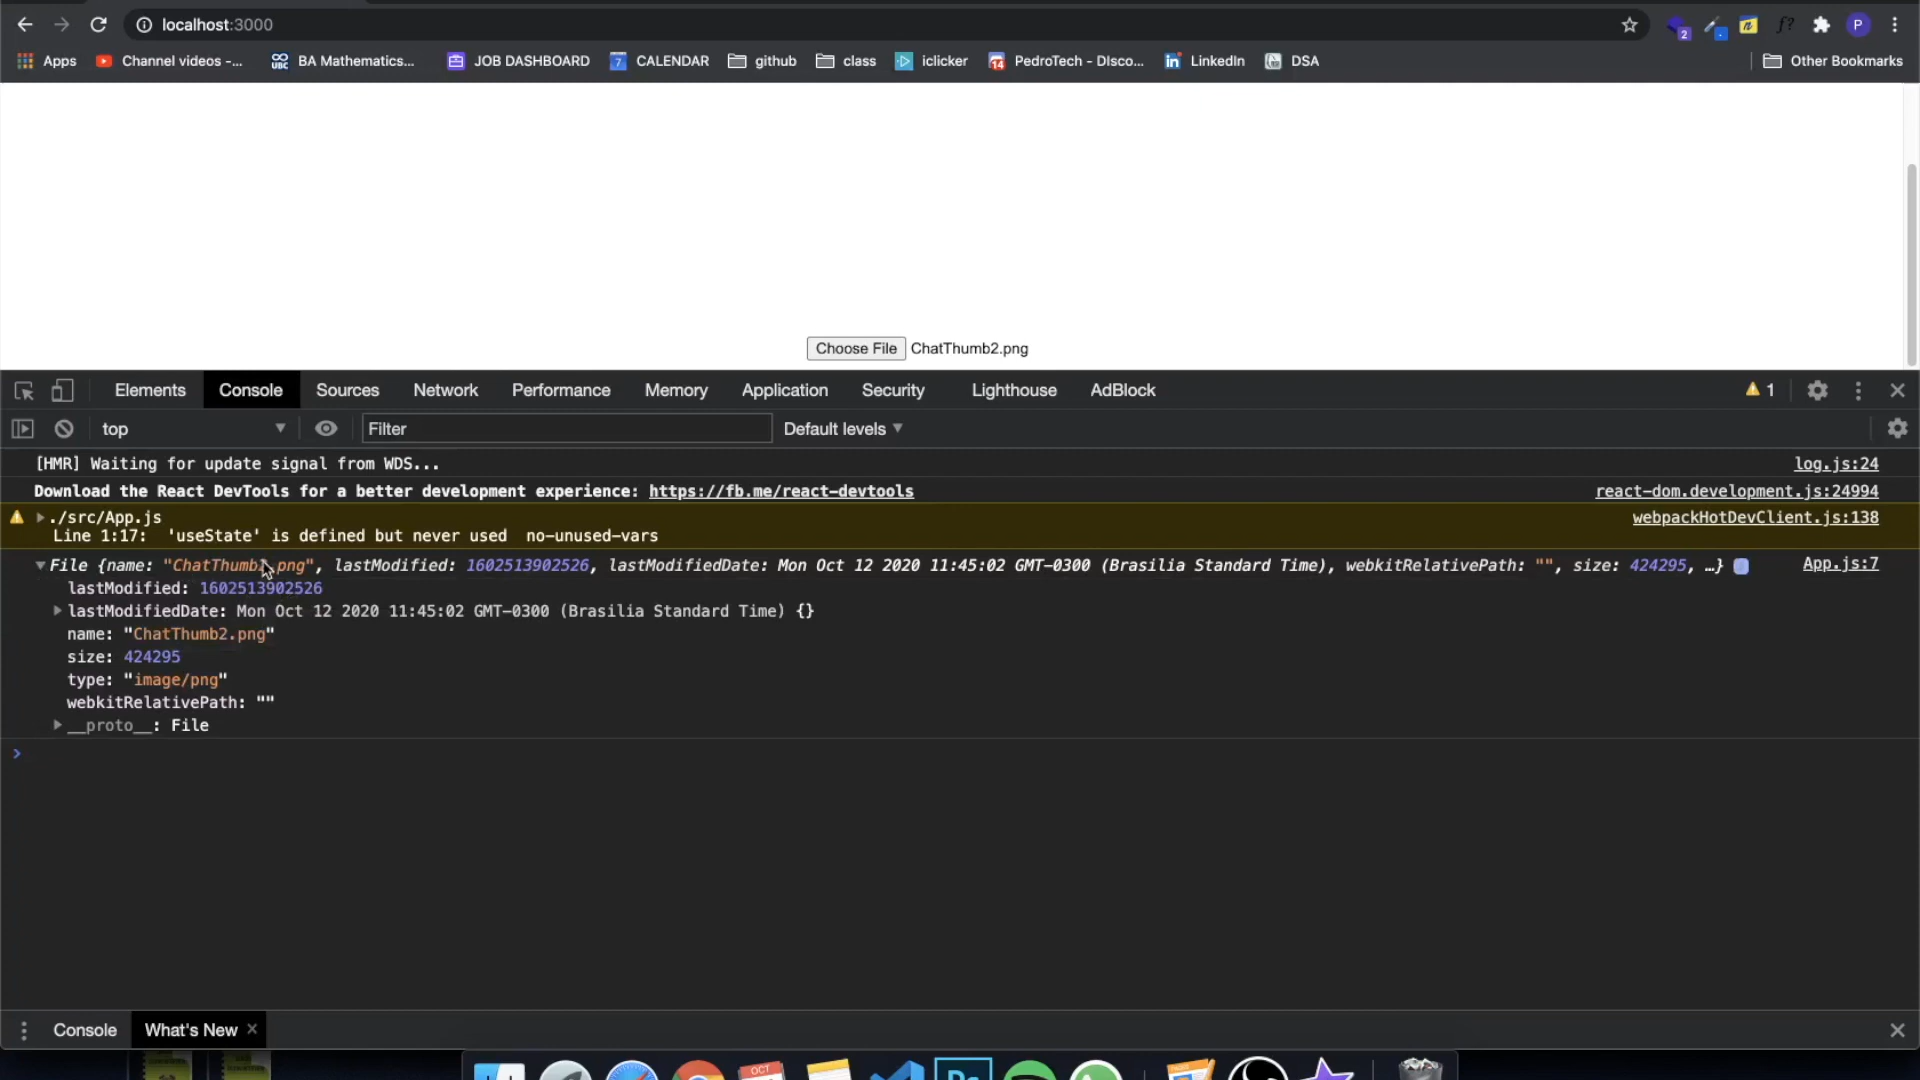 localhost:3000
2
P
Apps
Channel videos -...
UBC
BA Mathematics...
JOB DASHBOARD
7
CALENDAR
github
class
iclicker
14
PedroTech - DIsco...
LinkedIn
DSA
Other Bookmarks
Choose File ChatThumb2.png
Elements Console Sources Network Performance Memory Application Security Lighthouse AdBlock
1
top
Filter
Default levels
[HMR] Waiting for update signal from WDS...
log.js:24
Download the React DevTools for a better development experience: https://fb.me/react-devtools
react-dom.development.js:24994
./src/App.js
webpackHotDevClient.js:138
Line 1:17: 'useState' is defined but never used no-unused-vars
File {name: "ChatThumb2.png", lastModified: 1602513902526, lastModifiedDate: Mon Oct 12 2020 11:45:02 GMT-0300 (Brasilia Standard Time), webkitRelativePath: "", size: 424295, …}
App.js:7
lastModified: 1602513902526
lastModifiedDate: Mon Oct 12 2020 11:45:02 GMT-0300 (Brasilia Standard Time) {}
name: "ChatThumb2.png"
size: 424295
type: "image/png"
webkitRelativePath: ""
__proto__: File
Console
What's New
OCT
Ps